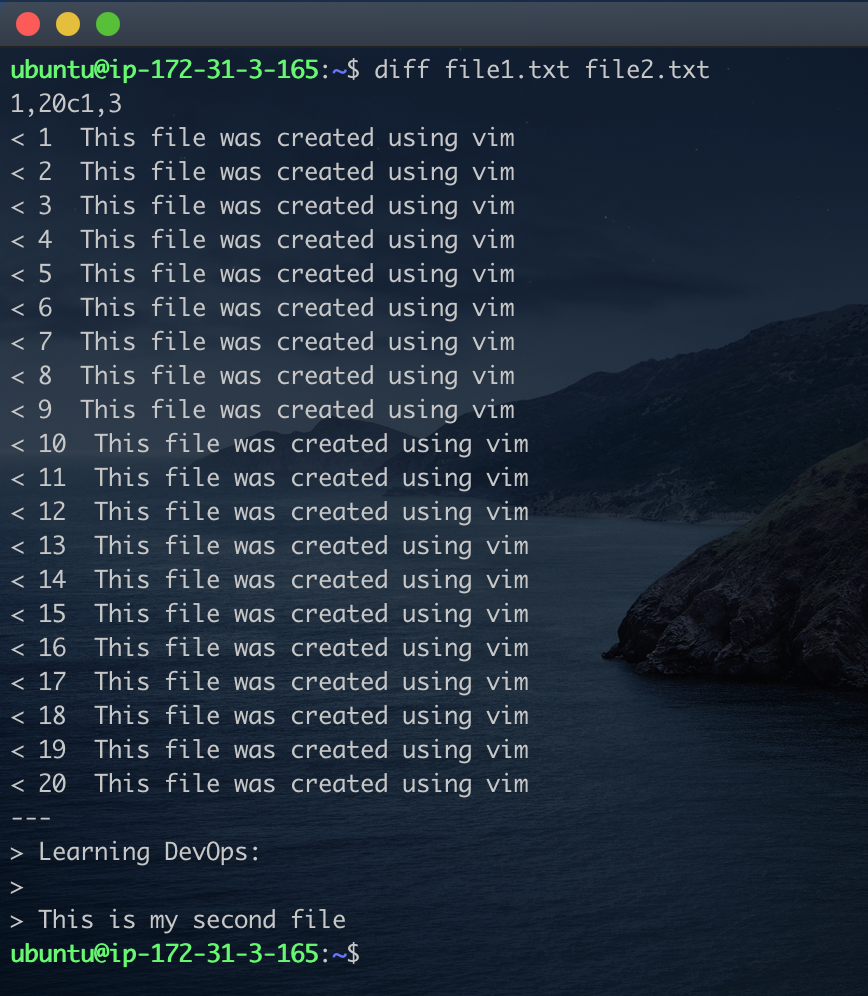 ubuntu@ip-172-31-3-165:~$ diff file1.txt file2.txt
1,20c1,3
< 1  This file was created using vim
< 2  This file was created using vim
< 3  This file was created using vim
< 4  This file was created using vim
< 5  This file was created using vim
< 6  This file was created using vim
< 7  This file was created using vim
< 8  This file was created using vim
< 9  This file was created using vim
< 10  This file was created using vim
< 11  This file was created using vim
< 12  This file was created using vim
< 13  This file was created using vim
< 14  This file was created using vim
< 15  This file was created using vim
< 16  This file was created using vim
< 17  This file was created using vim
< 18  This file was created using vim
< 19  This file was created using vim
< 20  This file was created using vim
---
> Learning DevOps:
>
> This is my second file
ubuntu@ip-172-31-3-165:~$